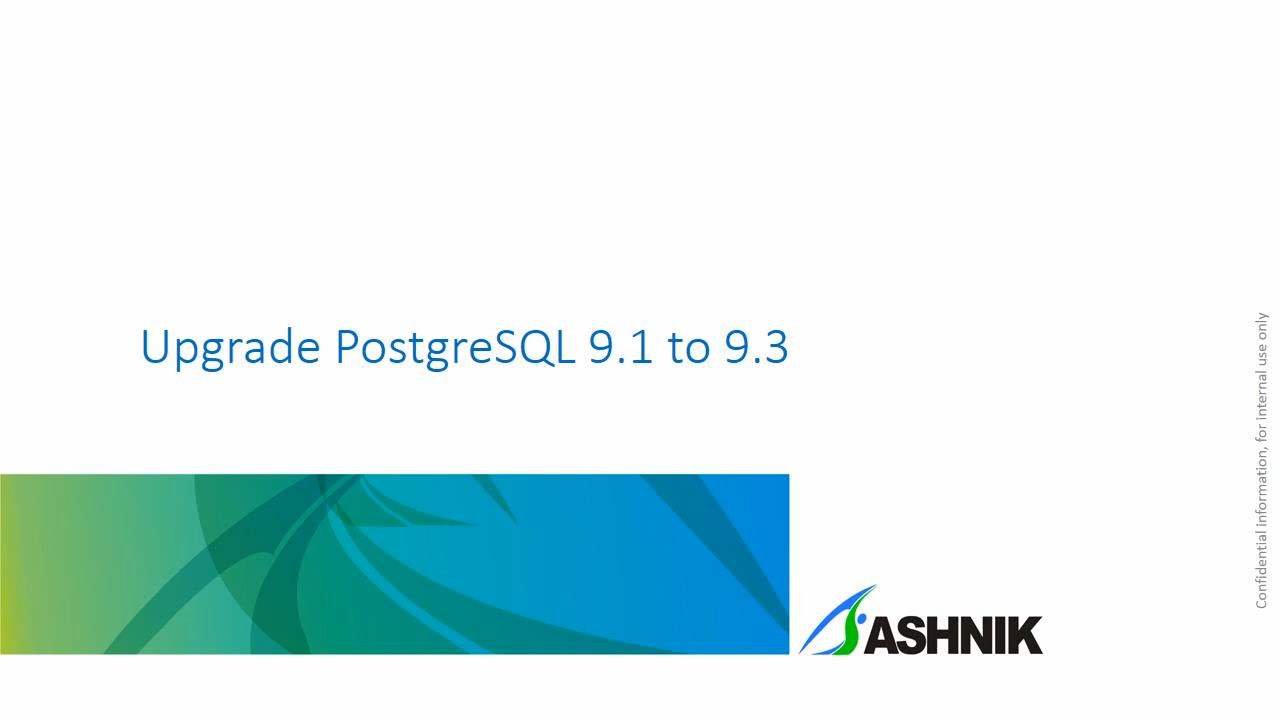 Upgrade PostgreSQL 9.1 to 9.3
Confidential information, for internal use only
ASHNIK